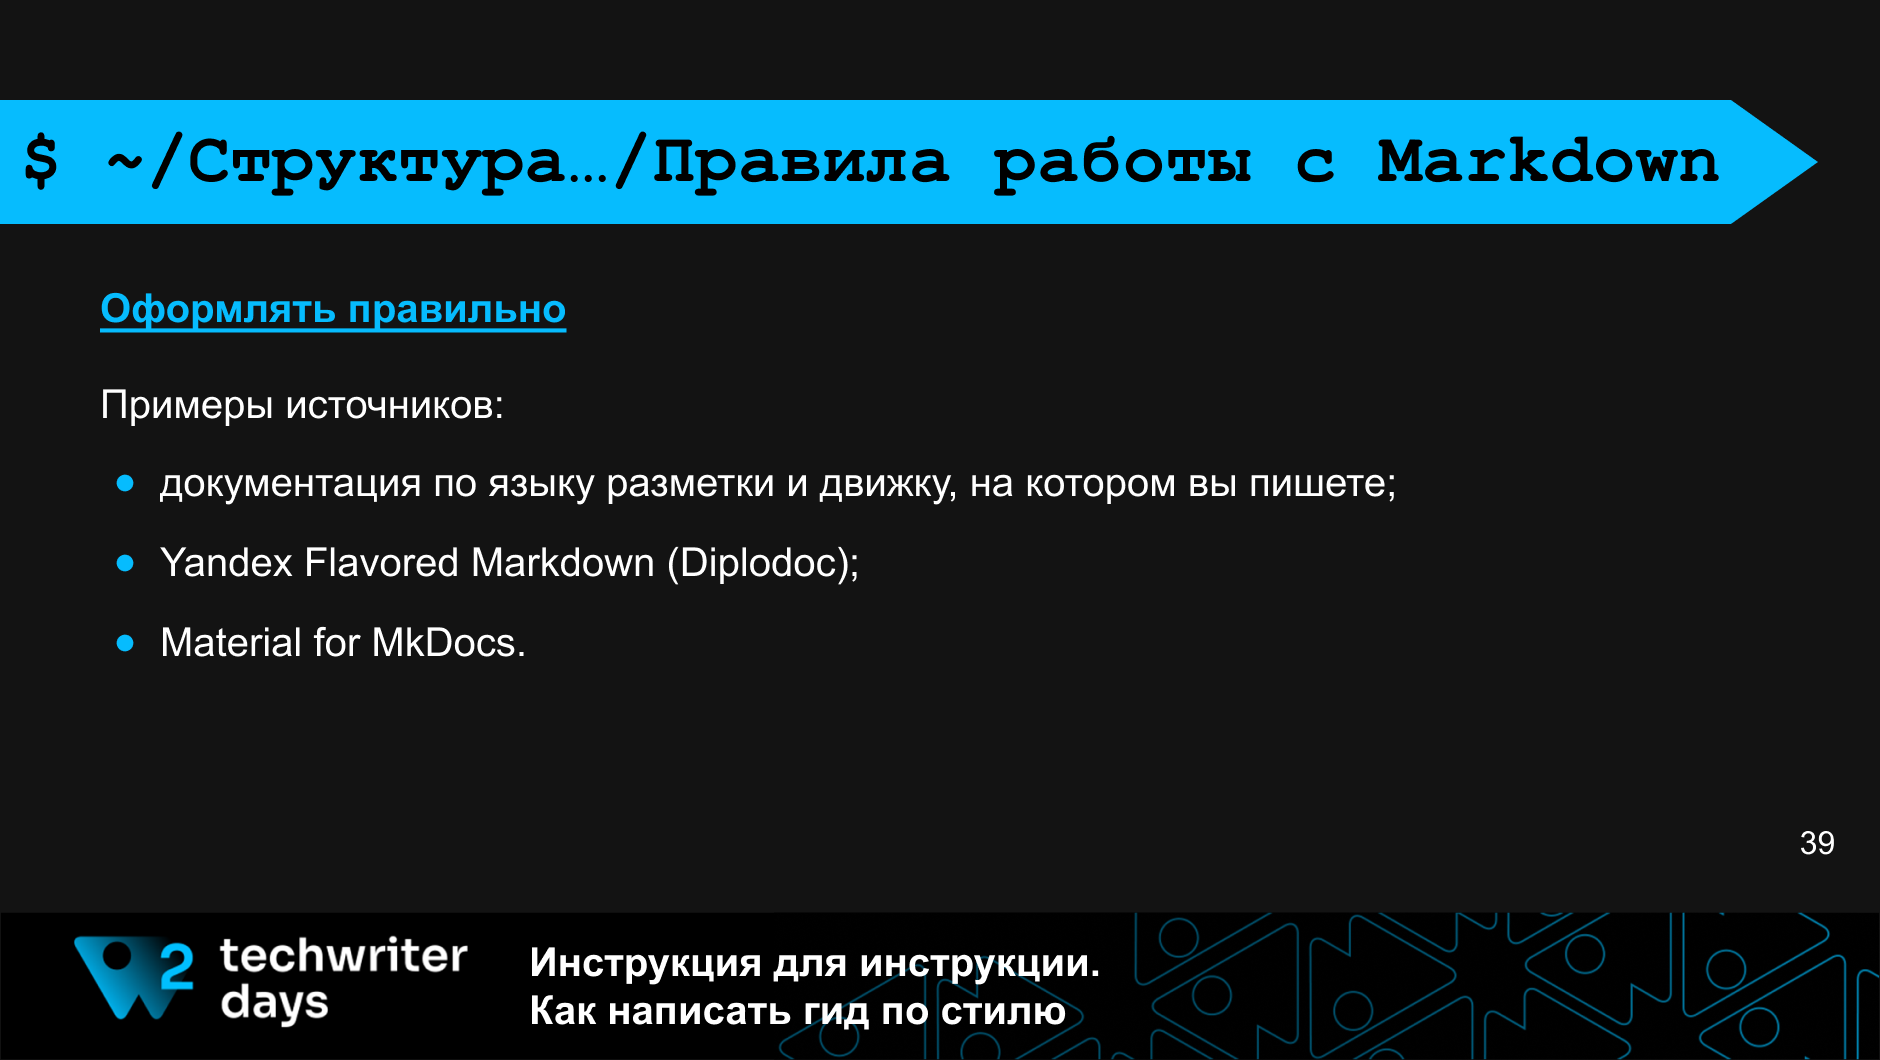 $ ~/Структура…/Правила работы с Markdown
Оформлять правильно
Примеры источников:
● документация по языку разметки и движку, на котором вы пишете;
● Yandex Flavored Markdown (Diplodoc);
● Material for MkDocs.
39
2 techwriter
days
Инструкция для инструкции.
Как написать гид по стилю